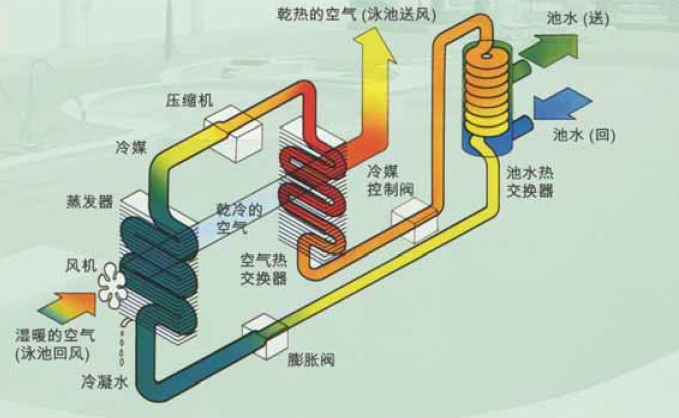 乾热的空气 (泳池送风)
池水 (送)
压缩机
冷媒
池水 (回)
冷媒
控制阀
池水热
交换器
蒸发器
乾冷的
空气
空气热
交换器
风机
湿暖的空气
(泳池回风)
膨胀阀
冷凝水